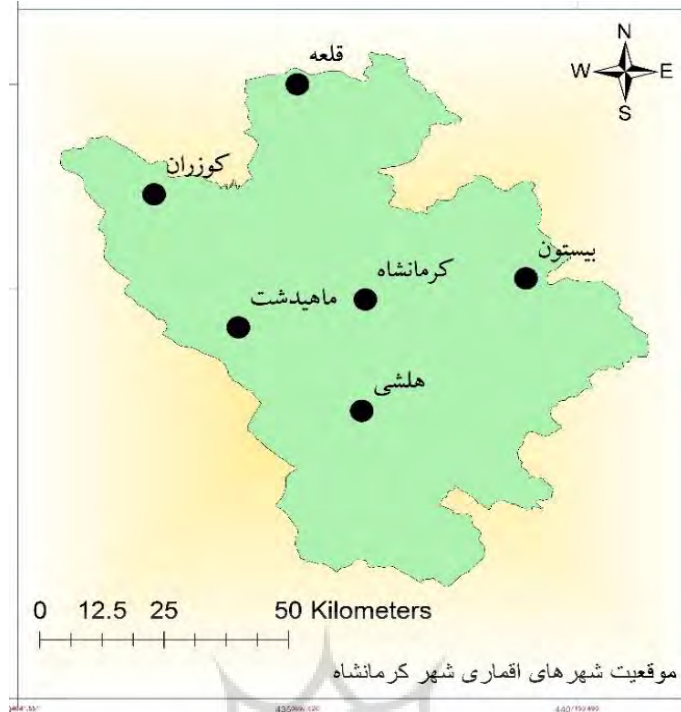 قلعه
N
W E
S
کوزران
بیستون
کرمانشاه
ماهیدشت
هلشی
0 12.5 25 50 Kilometers
موقعیت شهرهای اقماری شهر کرمانشاه